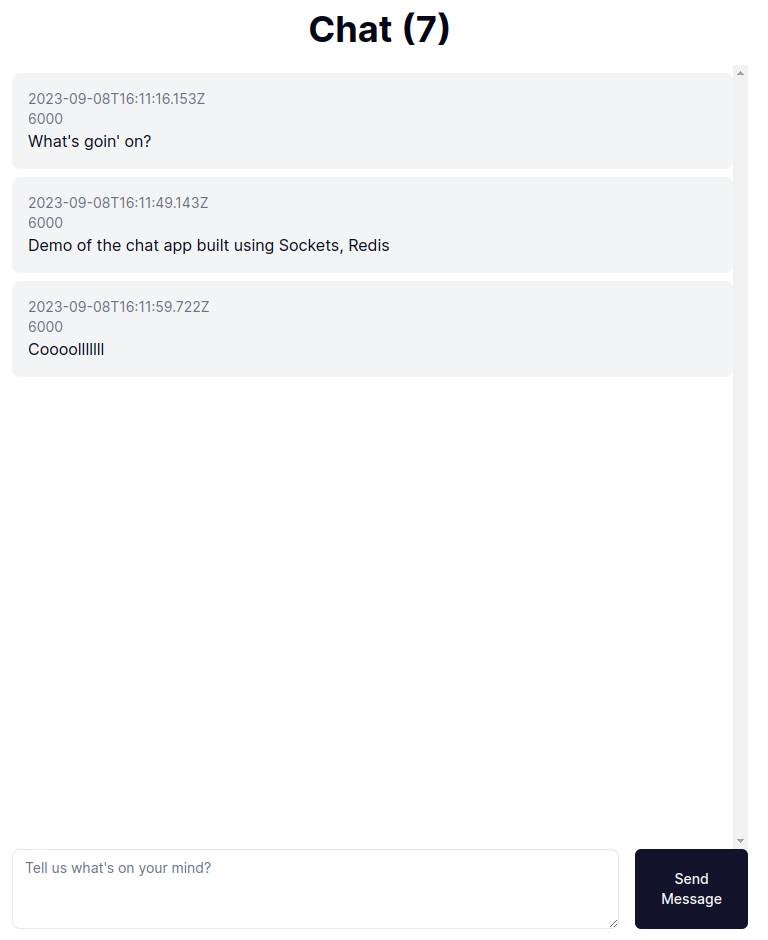 Chat (7)
2023-09-08T16:11:16.153Z
6000
What's goin' on?
2023-09-08T16:11:49.143Z
6000
Demo of the chat app built using Sockets, Redis
2023-09-08T16:11:59.722Z
6000
Coooolllllll
Tell us what's on your mind?
Send
Message